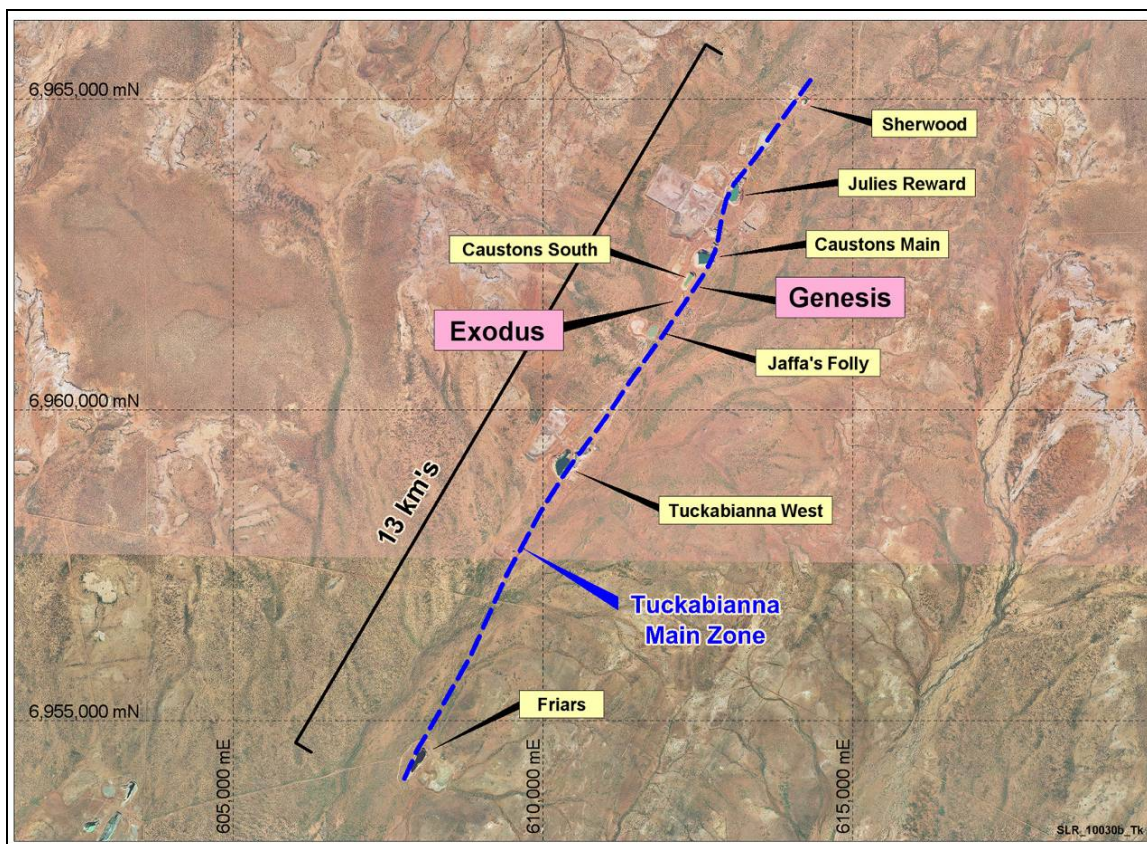 6,965,000 mN
Sherwood
Julies Reward
Caustons South
Caustons Main
Genesis
Exodus
Jaffa's Folly
6,960,000 mN
13 km's
Tuckabianna West
Tuckabianna
Main Zone
Friars
6,955,000 mN
605,000 mE
610,000 mE
615,000 mE
SLR_10030b_Tk